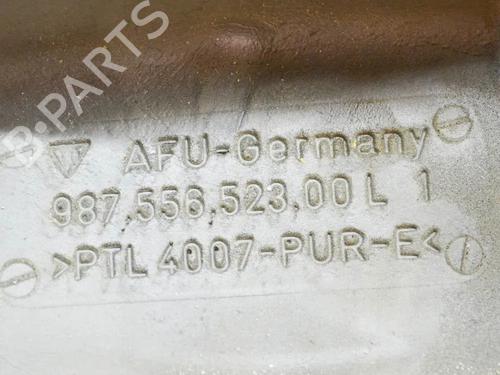 B-PARTS
AFU-Germany
987.556.523.00 L 1
>PTL 4007-PUR-E<